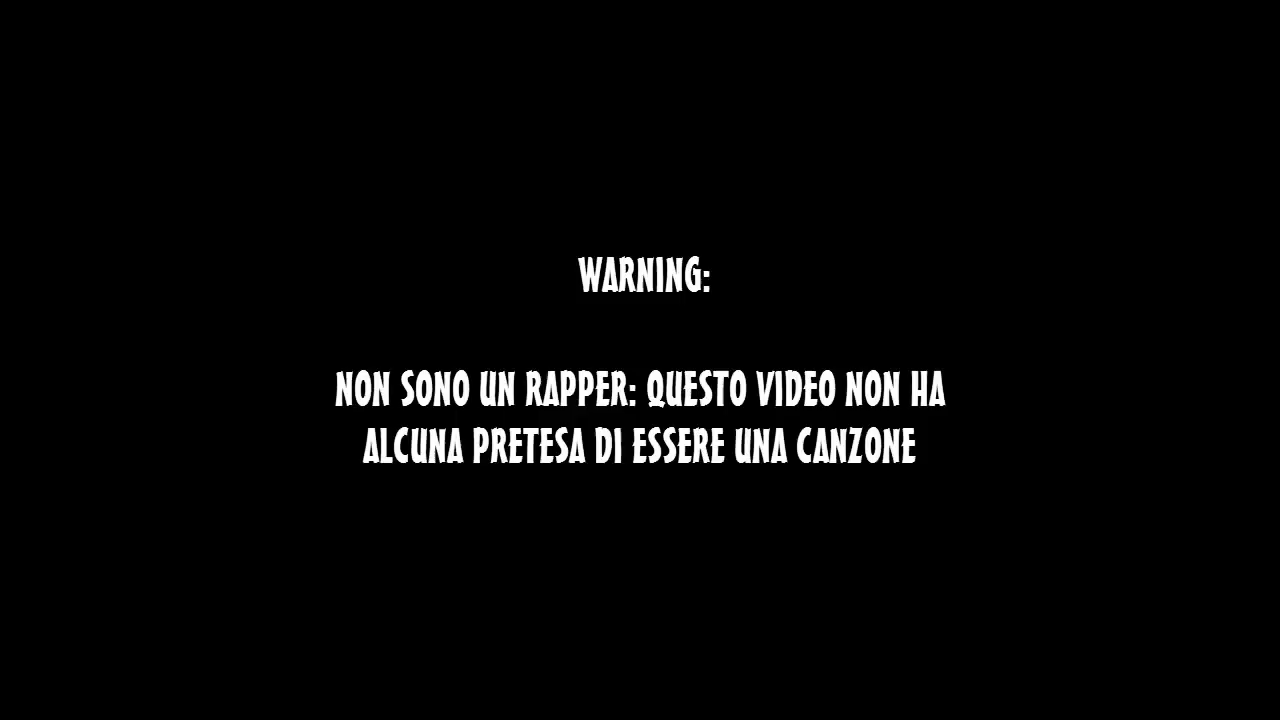 WARNING:
NON SONO UN RAPPER: QUESTO VIDEO NON HA
ALCUNA PRETESA DI ESSERE UNA CANZONE